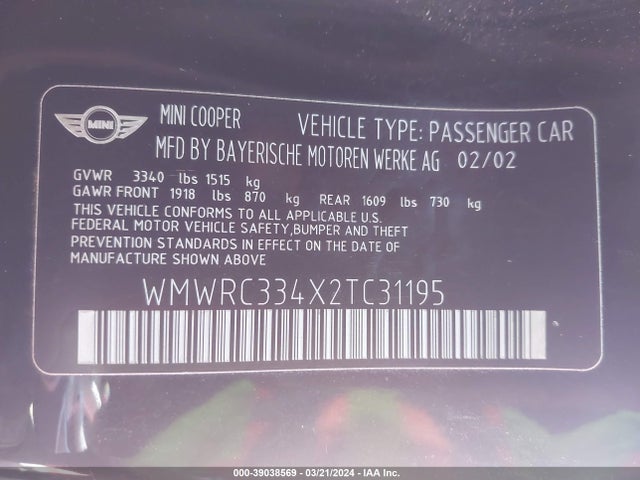 MINI
MINI COOPER VEHICLE TYPE: PASSENGER CAR
MFD BY BAYERISCHE MOTOREN WERKE AG 02/02
GVWR 3340 lbs 1515 kg
GAWR FRONT 1918 lbs 870 kg REAR 1609 lbs 730 kg
THIS VEHICLE CONFORMS TO ALL APPLICABLE U.S.
FEDERAL MOTOR VEHICLE SAFETY,BUMPER AND THEFT
PREVENTION STANDARDS IN EFFECT ON THE DATE OF
MANUFACTURE SHOWN ABOVE
WMWRC334X2TC31195
000-39038569 — 03/21/2024 — IAA Inc.